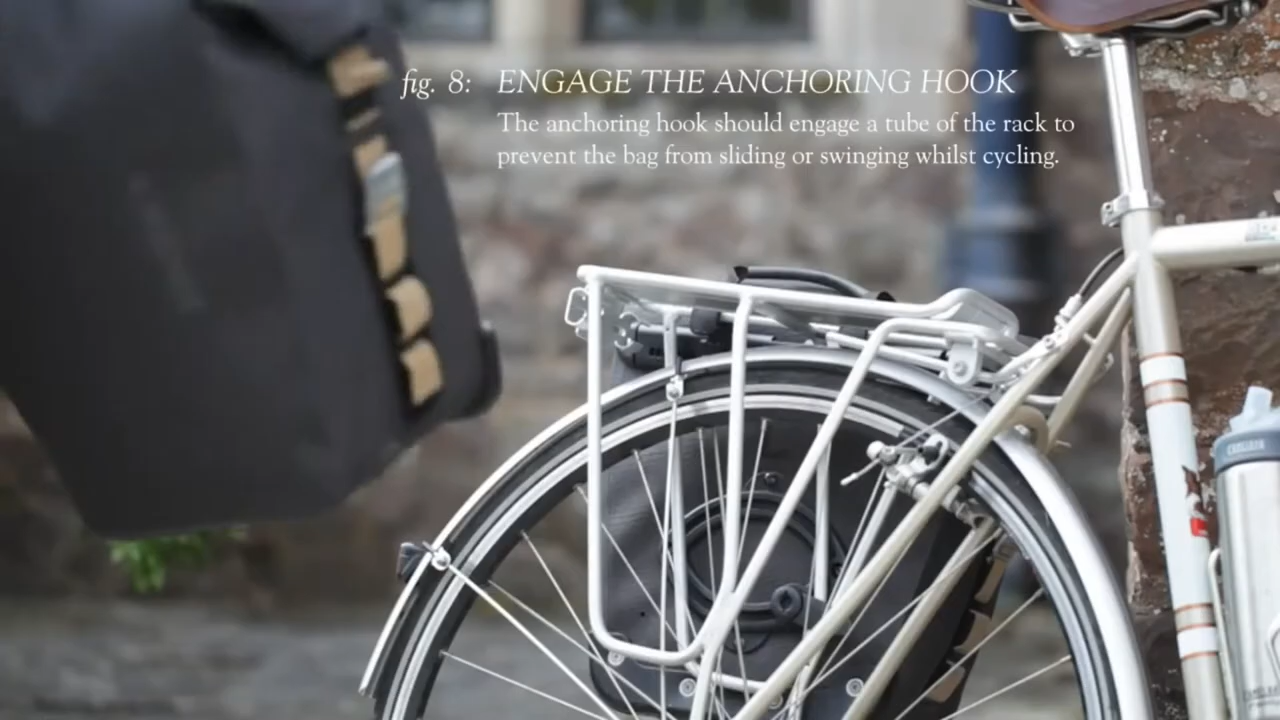 fig. 8: ENGAGE THE ANCHORING HOOK
The anchoring hook should engage a tube of the rack to
prevent the bag from sliding or swinging whilst cycling.